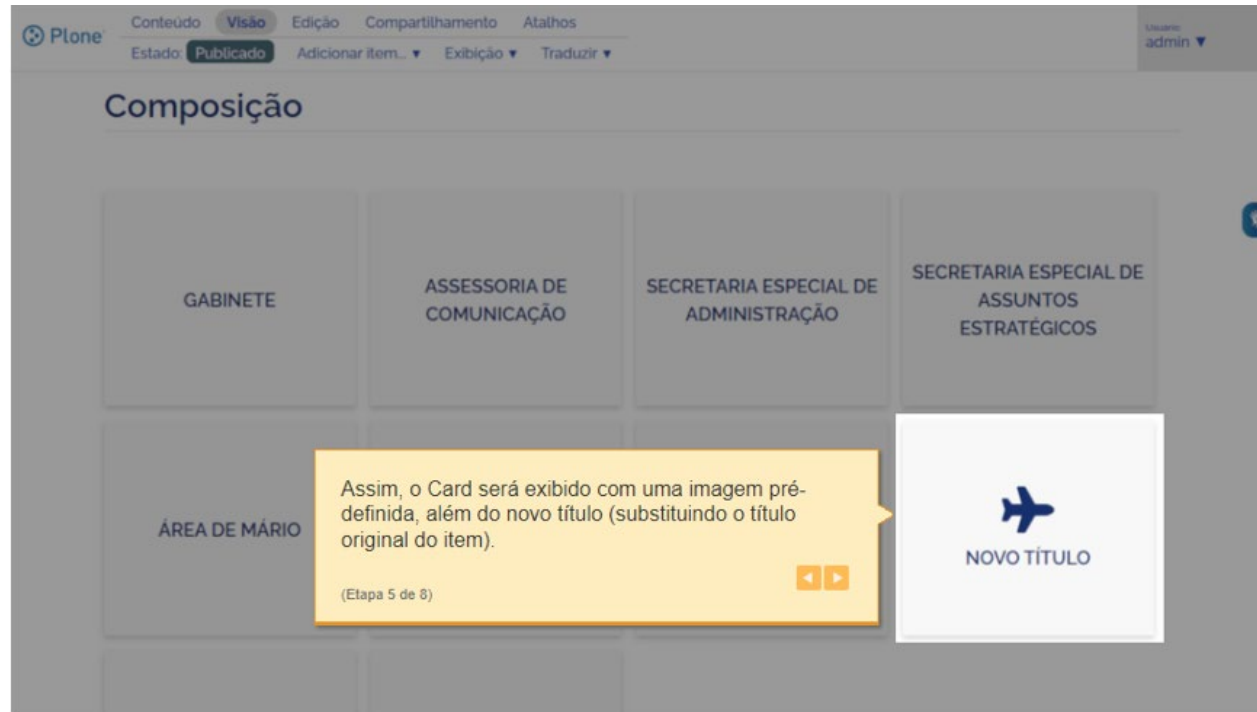 Plone
Conteúdo Visão Edição Compartilhamento Atalhos
Estado: Publicado Adicionar item... ▼ Exibição ▼ Traduzir ▼
Usuário
admin ▼
Composição
GABINETE
ASSESSORIA DE
COMUNICAÇÃO
SECRETARIA ESPECIAL DE
ADMINISTRAÇÃO
SECRETARIA ESPECIAL DE
ASSUNTOS
ESTRATÉGICOS
ÁREA DE MÁRIO
Assim, o Card será exibido com uma imagem pré-
definida, além do novo título (substituindo o título
original do item).
(Etapa 5 de 8)
NOVO TÍTULO